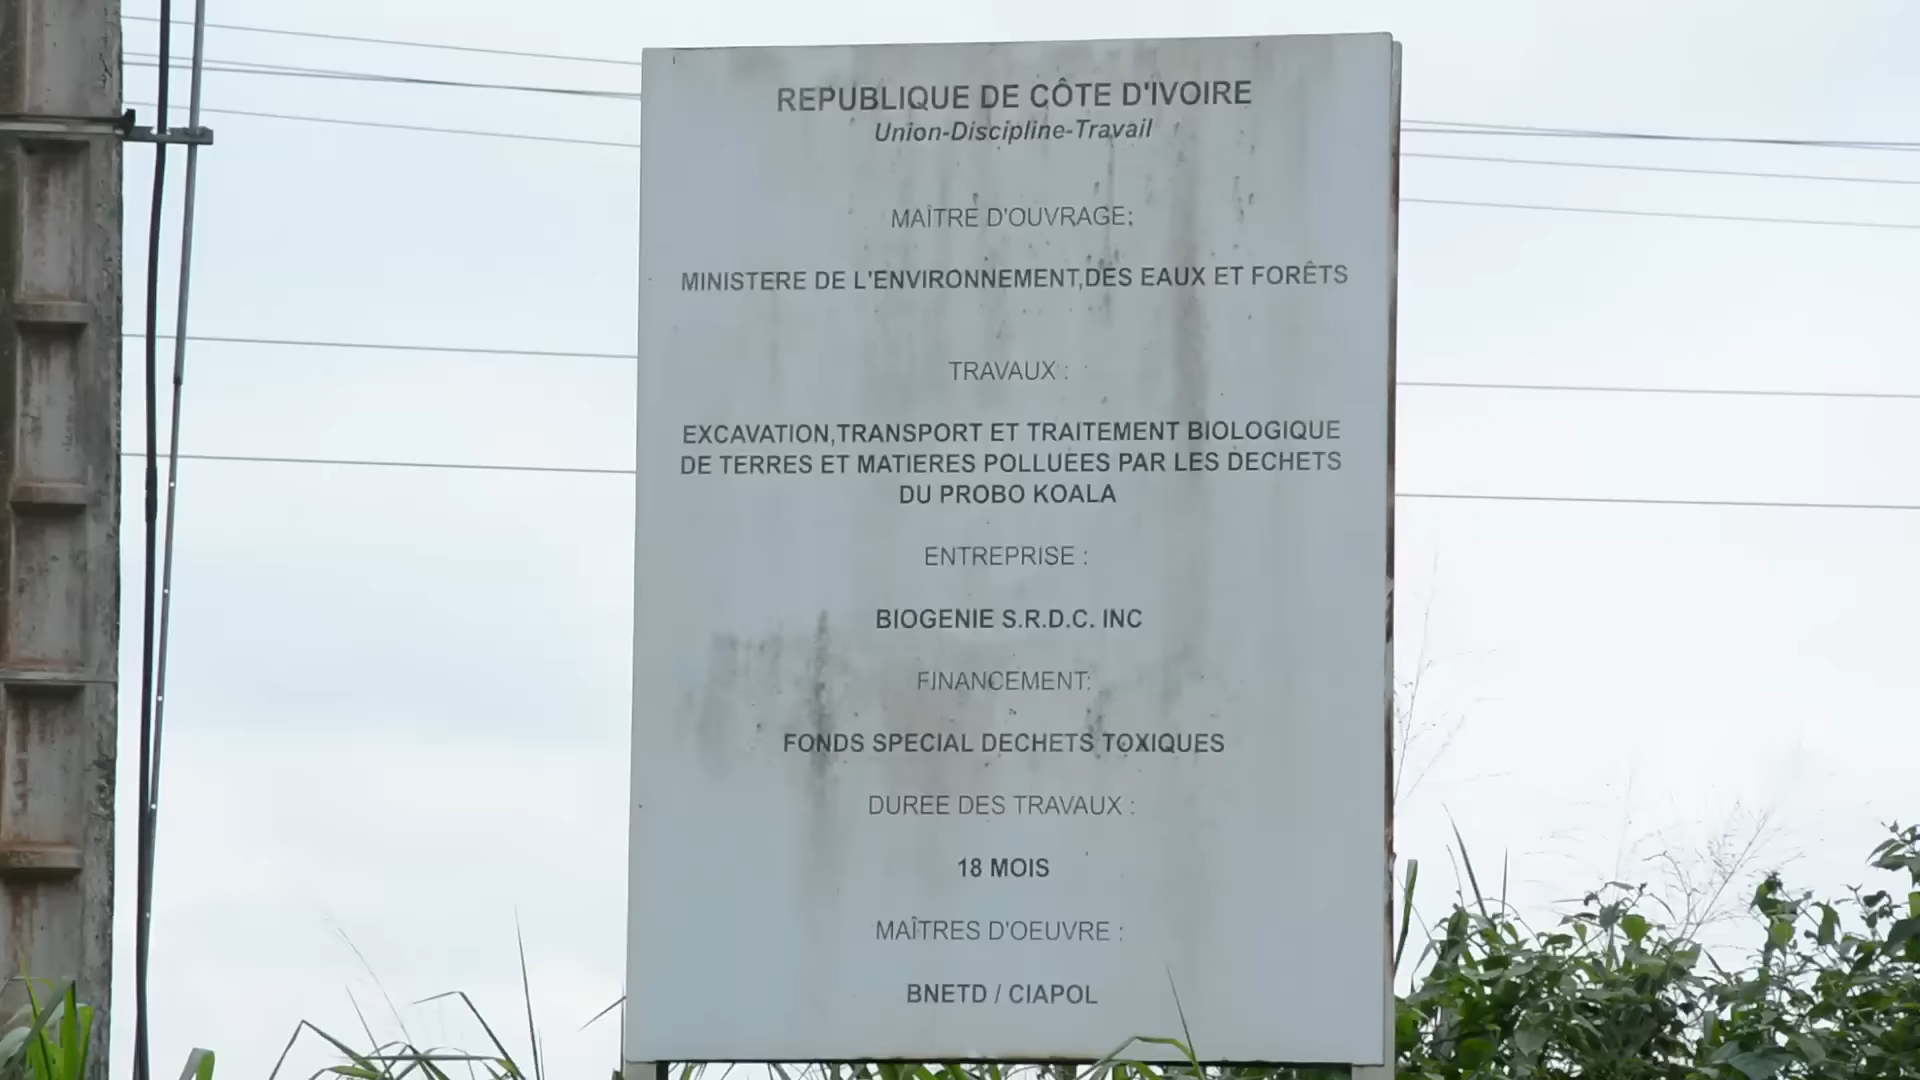 REPUBLIQUE DE CÔTE D'IVOIRE
Union-Discipline-Travail
MAÎTRE D'OUVRAGE:
MINISTERE DE L'ENVIRONNEMENT,DES EAUX ET FORÊTS
TRAVAUX :
EXCAVATION,TRANSPORT ET TRAITEMENT BIOLOGIQUE
DE TERRES ET MATIERES POLLUEES PAR LES DECHETS
DU PROBO KOALA
ENTREPRISE :
BIOGENIE S.R.D.C. INC
FINANCEMENT:
FONDS SPECIAL DECHETS TOXIQUES
DUREE DES TRAVAUX :
18 MOIS
MAÎTRES D'OEUVRE :
BNETD / CIAPOL